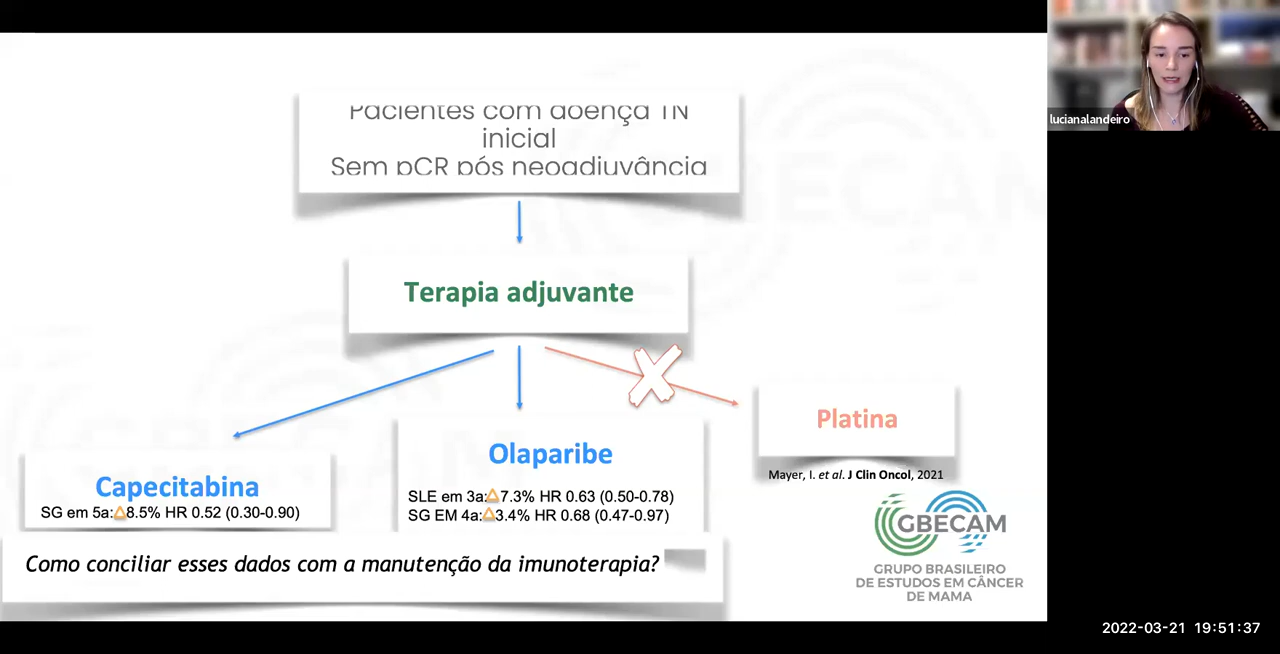 Pacientes com doença TN
inicial
Sem pCR pós neoadjuvância
Terapia adjuvante
Platina
Mayer, I. et al. J Clin Oncol, 2021
Olaparibe
SLE em 3a:△7.3% HR 0.63 (0.50-0.78)
SG EM 4a:△3.4% HR 0.68 (0.47-0.97)
Capecitabina
SG em 5a:△8.5% HR 0.52 (0.30-0.90)
Como conciliar esses dados com a manutenção da imunoterapia?
GBECAM
GRUPO BRASILEIRO
DE ESTUDOS EM CÂNCER
DE MAMA
lucianalandeiro
2022-03-21 19:51:37